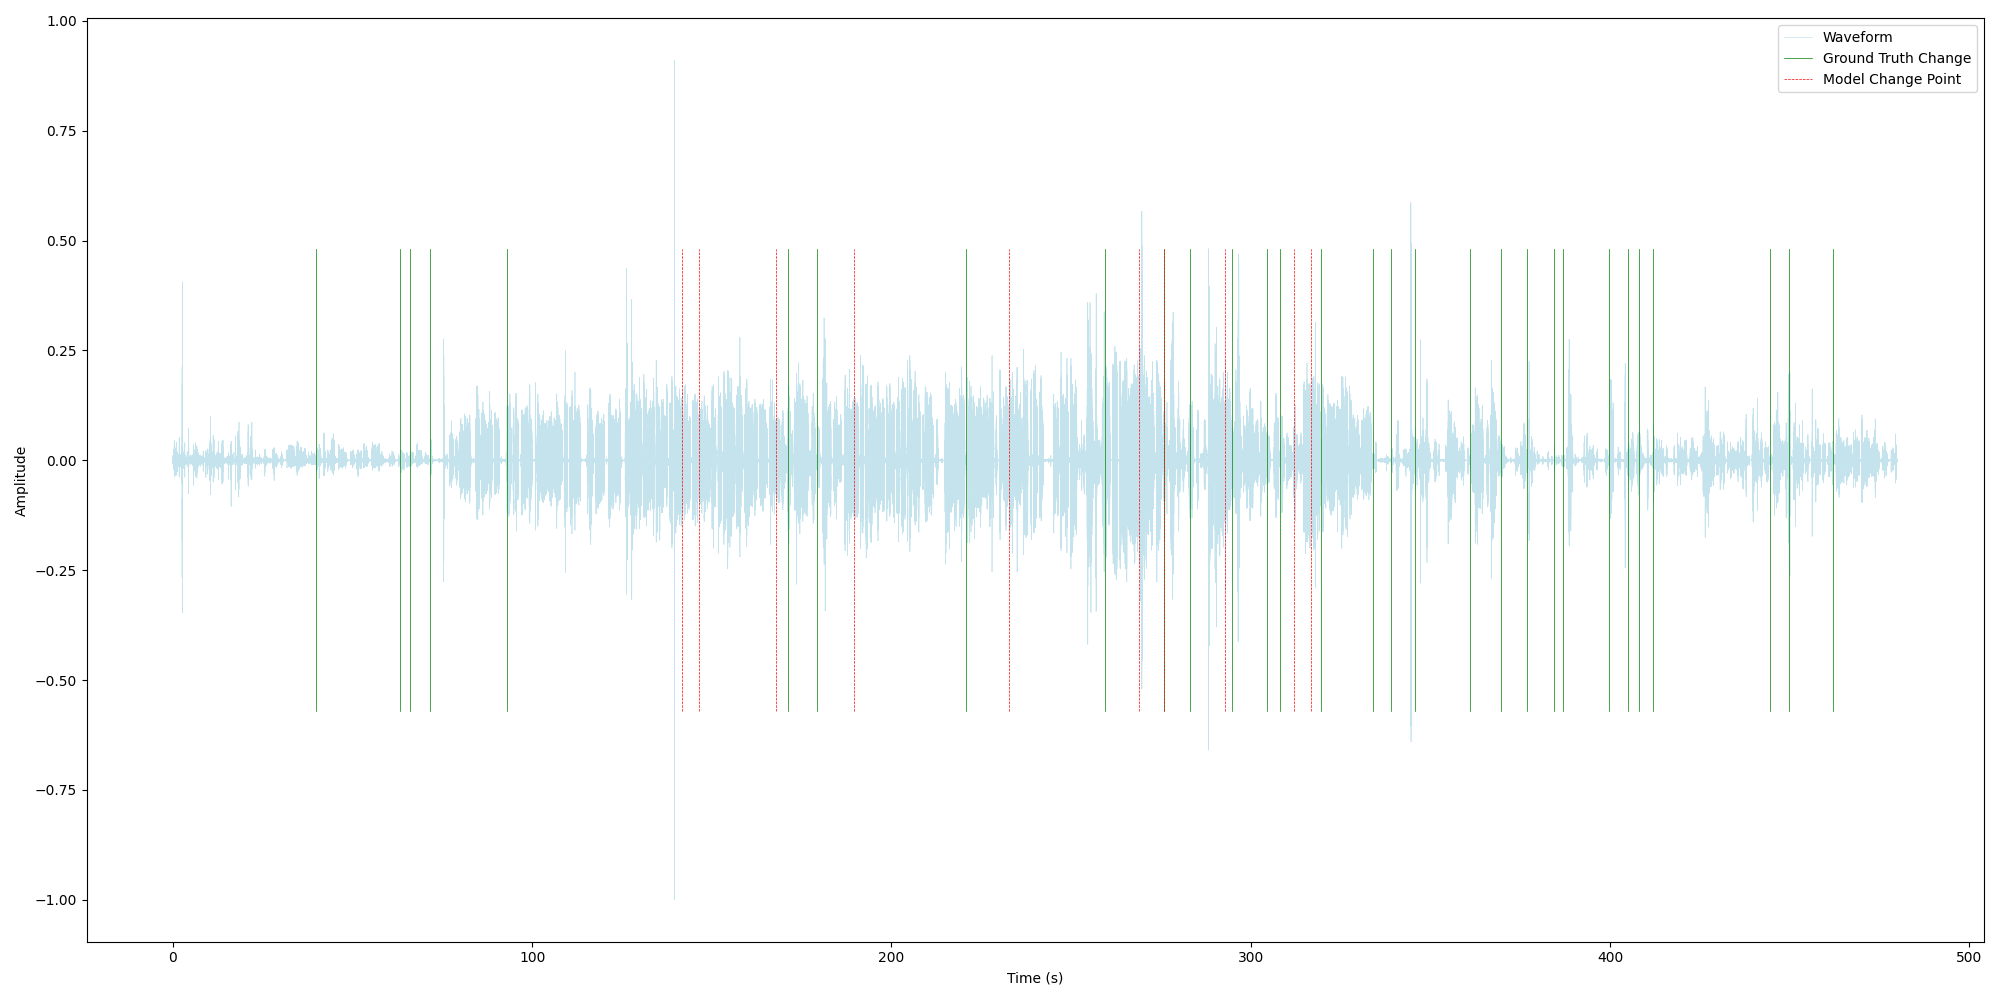 1.00
0.75
0.50
0.25
0.00
−0.25
−0.50
−0.75
−1.00
Amplitude
0 100 200 300 400 500
Time (s)
Waveform
Ground Truth Change
Model Change Point